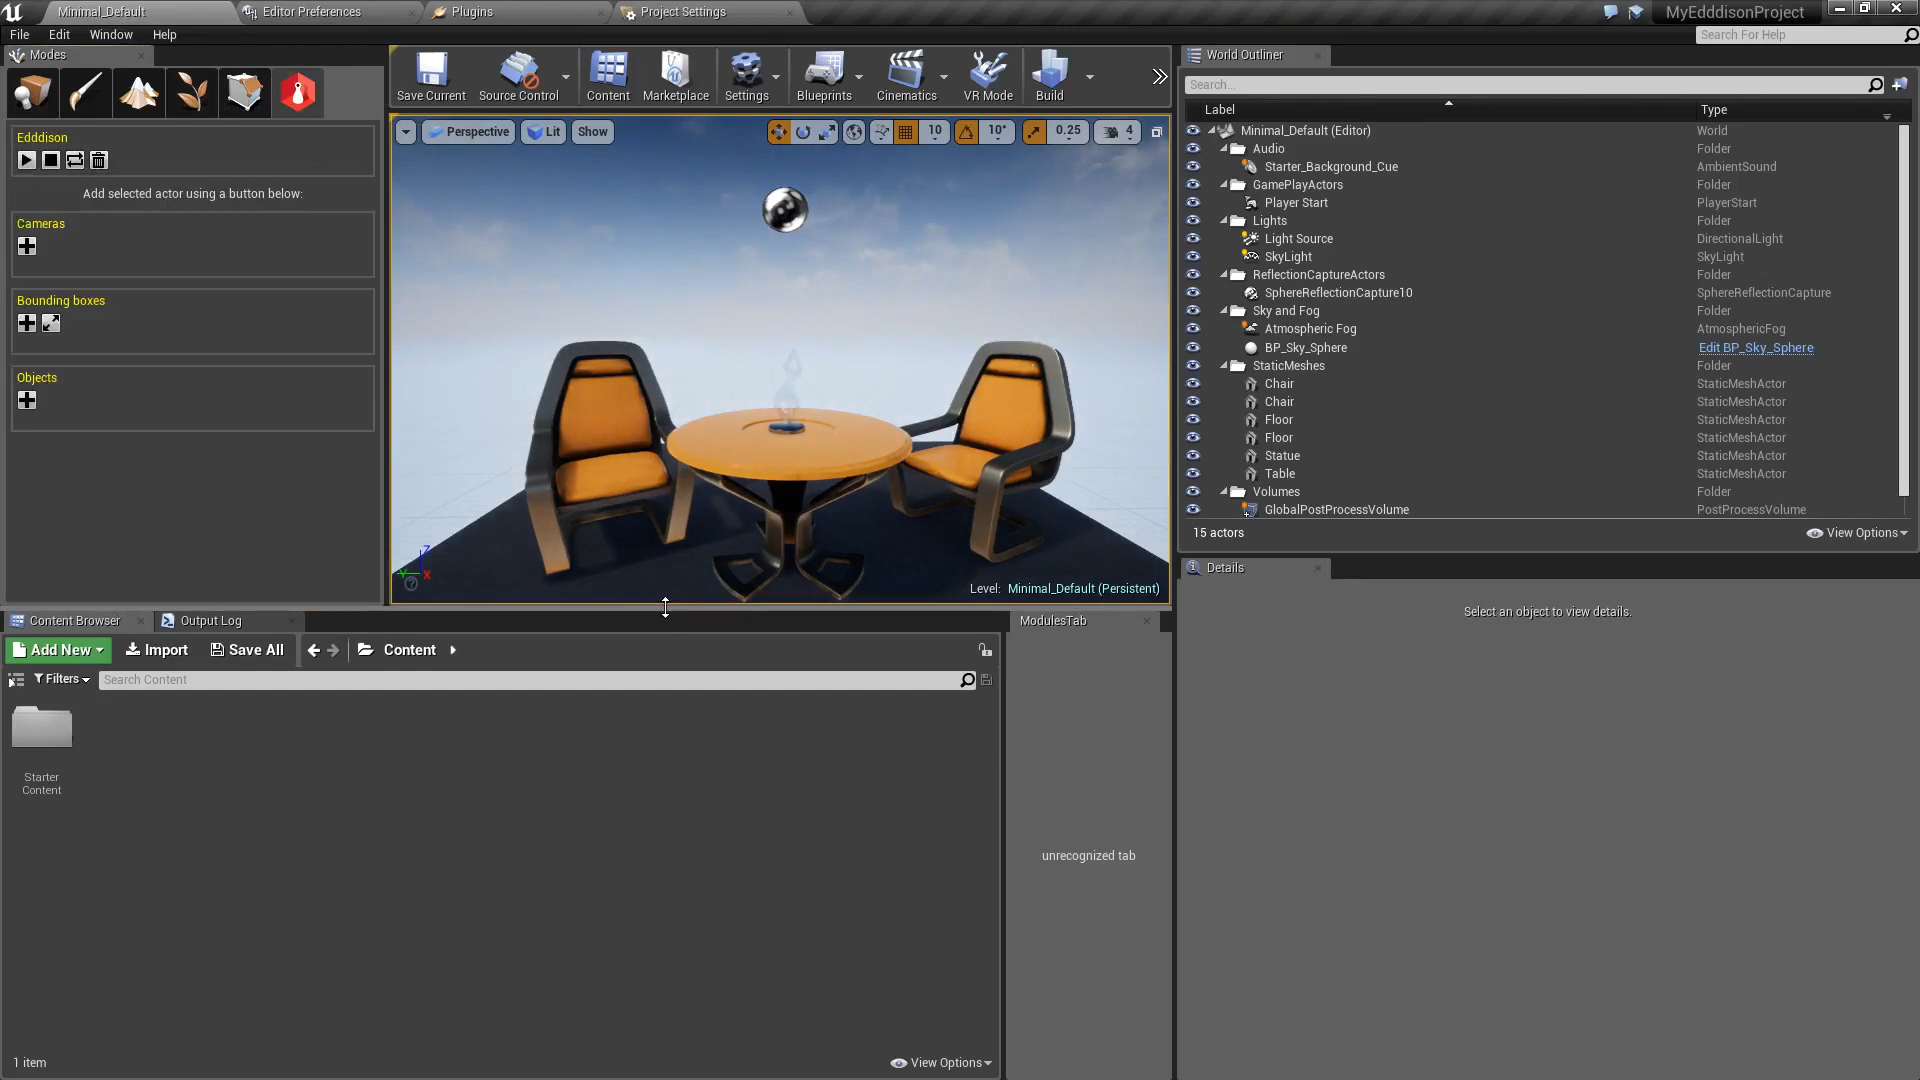 Minimal_Default
Editor Preferences
Plugins
Project Settings
MyEdddisonProject
File Edit Window Help
Search For Help
Modes
Edddison
Add selected actor using a button below:
Cameras
Bounding boxes
Objects
Save Current
Source Control
Content
Marketplace
Settings
Blueprints
Cinematics
VR Mode
Build
Perspective
Lit
Show
10
10°
0.25
4
Z
Y
X
Level: Minimal_Default (Persistent)
World Outliner
Search...
Label Type
Minimal_Default (Editor) World
Audio Folder
Starter_Background_Cue AmbientSound
GamePlayActors Folder
Player Start PlayerStart
Lights Folder
Light Source DirectionalLight
SkyLight SkyLight
ReflectionCaptureActors Folder
SphereReflectionCapture10 SphereReflectionCapture
Sky and Fog Folder
Atmospheric Fog AtmosphericFog
BP_Sky_Sphere Edit BP_Sky_Sphere
StaticMeshes Folder
Chair StaticMeshActor
Chair StaticMeshActor
Floor StaticMeshActor
Floor StaticMeshActor
Statue StaticMeshActor
Table StaticMeshActor
Volumes Folder
GlobalPostProcessVolume PostProcessVolume
15 actors
View Options
Details
Select an object to view details.
Content Browser
Output Log
Add New
Import
Save All
Content
Filters
Search Content
Starter
Content
1 item
View Options
ModulesTab
unrecognized tab